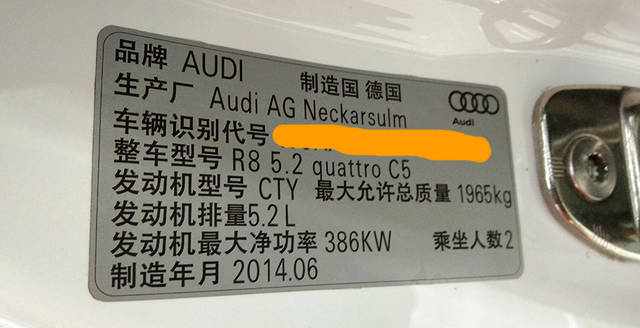 品牌 AUDI 制造国 德国
生产厂 Audi AG Neckarsulm
Audi
车辆识别代号
整车型号 R8 5.2 quattro C5
发动机型号 CTY 最大允许总质量 1965kg
发动机排量5.2L
发动机最大净功率 386KW 乘坐人数2
制造年月 2014.06